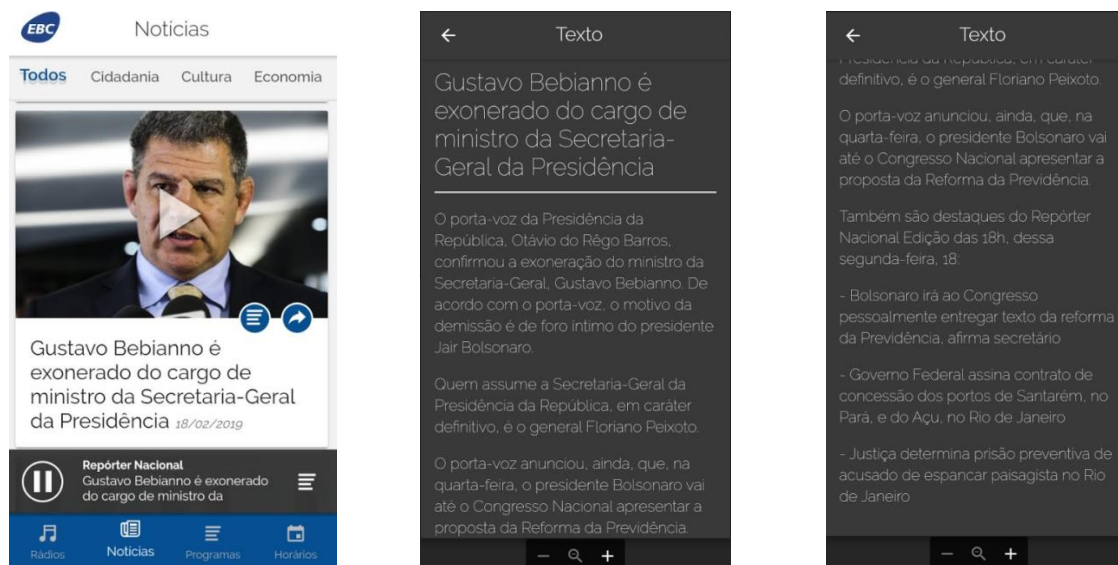 EBC
Notícias
Todos
Cidadania
Cultura
Economia
Gustavo Bebianno é
exonerado do cargo de
ministro da Secretaria-Geral
da Presidência 18/02/2019
Repórter Nacional
Gustavo Bebianno é exonerado
do cargo de ministro da
Rádios
Notícias
Programas
Horários
Texto
Gustavo Bebianno é
exonerado do cargo de
ministro da Secretaria-
Geral da Presidência
O porta-voz da Presidência da
República, Otávio do Rêgo Barros,
confirmou a exoneração do ministro da
Secretaria-Geral, Gustavo Bebianno. De
acordo com o porta-voz, o motivo da
demissão é de foro intimo do presidente
Jair Bolsonaro.
Quem assume a Secretaria-Geral da
Presidência da República, em caráter
definitivo, é o general Floriano Peixoto.
O porta-voz anunciou, ainda, que, na
quarta-feira, o presidente Bolsonaro vai
até o Congresso Nacional apresentar a
proposta da Reforma da Previdência.
Texto
Presidência da República, em caráter
definitivo, é o general Floriano Peixoto.
O porta-voz anunciou, ainda, que, na
quarta-feira, o presidente Bolsonaro vai
até o Congresso Nacional apresentar a
proposta da Reforma da Previdência.
Também são destaques do Repórter
Nacional Edição das 18h, dessa
segunda-feira, 18:
- Bolsonaro irá ao Congresso
pessoalmente entregar texto da reforma
da Previdência, afirma secretário
- Governo Federal assina contrato de
concessão dos portos de Santarém, no
Pará, e do Açu, no Rio de Janeiro
- Justiça determina prisão preventiva de
acusado de espancar paisagista no Rio
de Janeiro